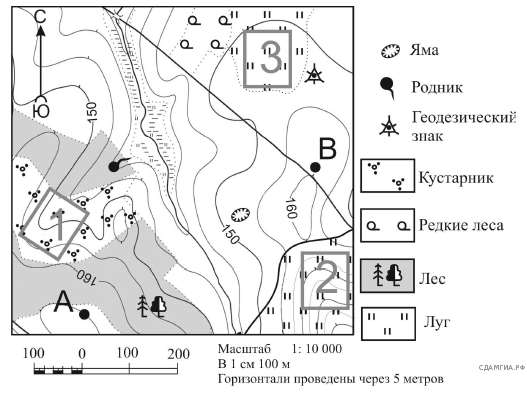 С
Ю
150
150
160
160
1
2
3
А
В
Яма
Родник
Геодезический
знак
Кустарник
Редкие леса
Лес
Луг
100 0 100 200
Масштаб 1: 10 000
В 1 см 100 м
Горизонтали проведены через 5 метров
СДАМГИА.РФ